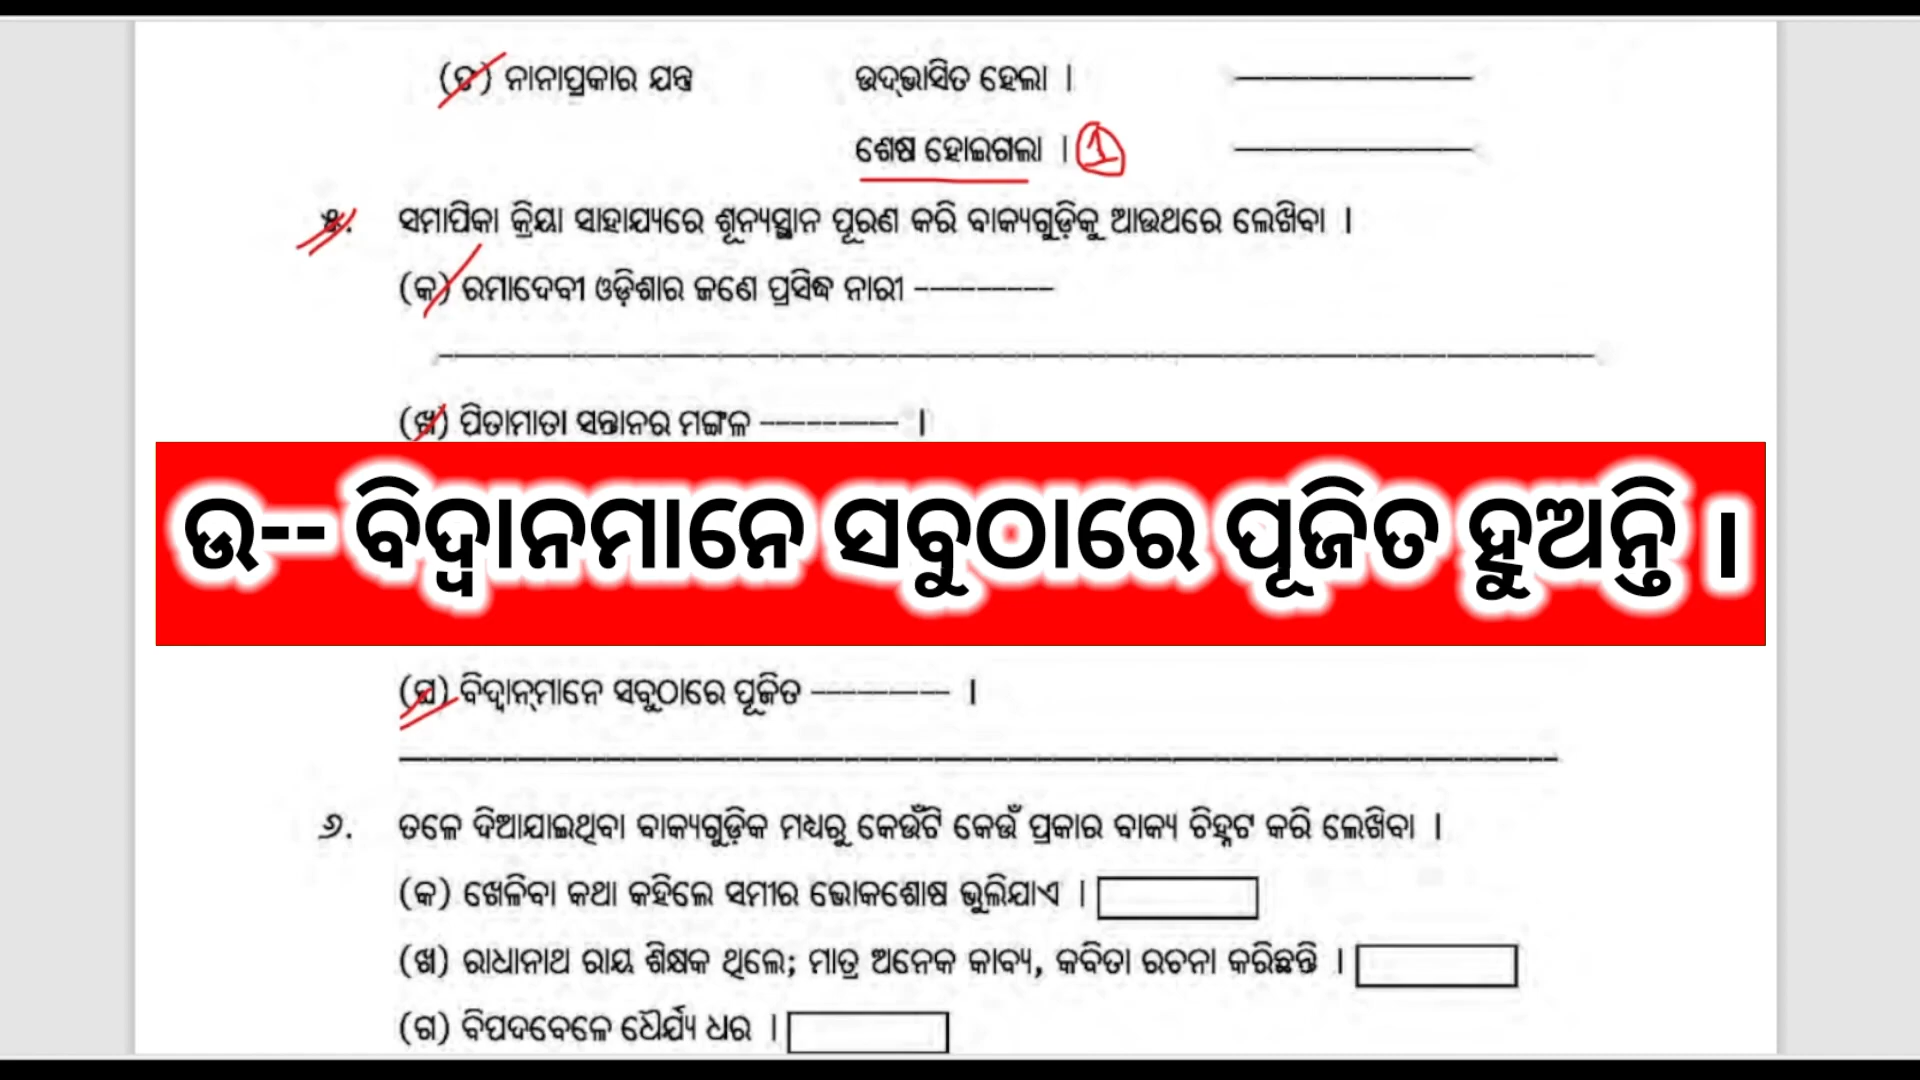 (ଡ) ନାନାପ୍ରକାର ଯନ୍ତ୍ର ଉଦ୍‌ଭାସିତ ହେଲା ।
ଶେଷ ହୋଇଗଲା । 1
୫. ସମାପିକା କ୍ରିୟା ସାହାଯ୍ୟରେ ଶୂନ୍ୟସ୍ଥାନ ପୂରଣ କରି ବାକ୍ୟଗୁଡ଼ିକୁ ଆଉଥରେ ଲେଖିବା ।
(କ) ରମାଦେବୀ ଓଡ଼ିଶାର ଜଣେ ପ୍ରସିଦ୍ଧ ନାରୀ ---------
(ଖ) ପିତାମାତା ସନ୍ତାନର ମଙ୍ଗଳ --------- ।
ଉ-- ବିଦ୍ୱାନମାନେ ସବୁଠାରେ ପୂଜିତ ହୁଅନ୍ତି ।
(ଘ) ବିଦ୍ୱାନ୍‌ମାନେ ସବୁଠାରେ ପୂଜିତ --------- ।
୬. ତଳେ ଦିଆଯାଇଥିବା ବାକ୍ୟଗୁଡ଼ିକ ମଧ୍ୟରୁ କେଉଁଟି କେଉଁ ପ୍ରକାର ବାକ୍ୟ ଚିହ୍ନଟ କରି ଲେଖିବା ।
(କ) ଖେଳିବା କଥା କହିଲେ ସମୀର ଭୋକଶୋଷ ଭୁଲିଯାଏ ।
(ଖ) ରାଧାନାଥ ରାୟ ଶିକ୍ଷକ ଥିଲେ; ମାତ୍ର ଅନେକ କାବ୍ୟ, କବିତା ରଚନା କରିଛନ୍ତି ।
(ଗ) ବିପଦବେଳେ ଧୈର୍ଯ୍ୟ ଧର ।